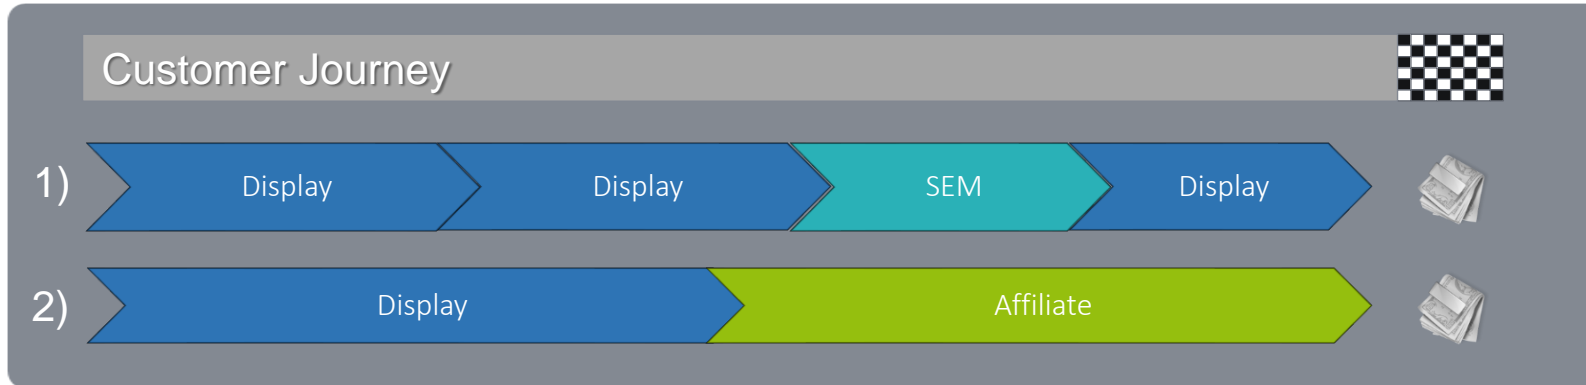 Customer Journey
1) Display Display SEM Display
2) Display Affiliate